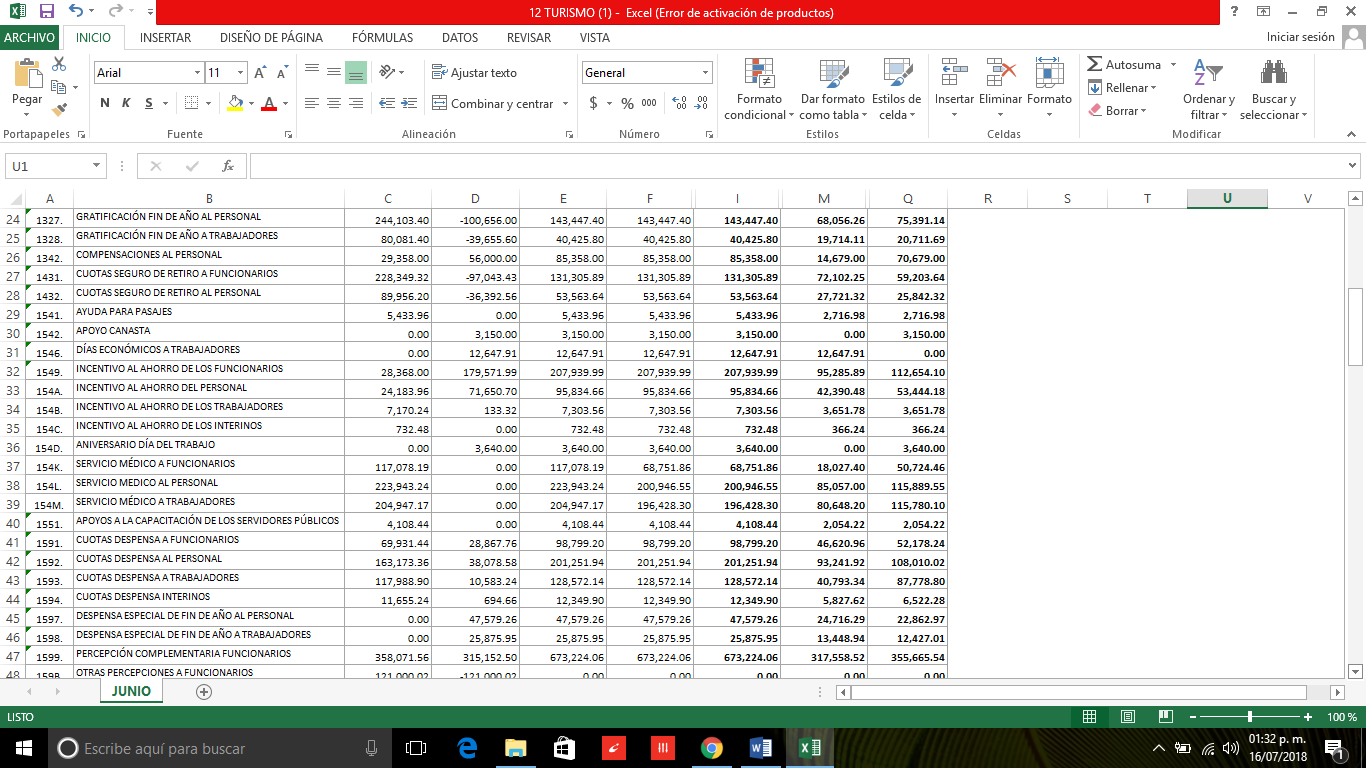 12 TURISMO (1) - Excel (Error de activación de productos)
ARCHIVO INICIO INSERTAR DISEÑO DE PÁGINA FÓRMULAS DATOS REVISAR VISTA Iniciar sesión
Arial 11 Ajustar texto General Autosuma
Rellenar
Pegar N K S Combinar y centrar $ % 000 Formato condicional Dar formato como tabla Estilos de celda Insertar Eliminar Formato Borrar Ordenar y filtrar Buscar y seleccionar
Portapapeles Fuente Alineación Número Estilos Celdas Modificar
U1 fx
A B C D E F I M Q R S T U V
24 1327. GRATIFICACIÓN FIN DE AÑO AL PERSONAL 244,103.40 -100,656.00 143,447.40 143,447.40 143,447.40 68,056.26 75,391.14
25 1328. GRATIFICACIÓN FIN DE AÑO A TRABAJADORES 80,081.40 -39,655.60 40,425.80 40,425.80 40,425.80 19,714.11 20,711.69
26 1342. COMPENSACIONES AL PERSONAL 29,358.00 56,000.00 85,358.00 85,358.00 85,358.00 14,679.00 70,679.00
27 1431. CUOTAS SEGURO DE RETIRO A FUNCIONARIOS 228,349.32 -97,043.43 131,305.89 131,305.89 131,305.89 72,102.25 59,203.64
28 1432. CUOTAS SEGURO DE RETIRO AL PERSONAL 89,956.20 -36,392.56 53,563.64 53,563.64 53,563.64 27,721.32 25,842.32
29 1541. AYUDA PARA PASAJES 5,433.96 0.00 5,433.96 5,433.96 5,433.96 2,716.98 2,716.98
30 1542. APOYO CANASTA 0.00 3,150.00 3,150.00 3,150.00 3,150.00 0.00 3,150.00
31 1546. DÍAS ECONÓMICOS A TRABAJADORES 0.00 12,647.91 12,647.91 12,647.91 12,647.91 12,647.91 0.00
32 1549. INCENTIVO AL AHORRO DE LOS FUNCIONARIOS 28,368.00 179,571.99 207,939.99 207,939.99 207,939.99 95,285.89 112,654.10
33 154A. INCENTIVO AL AHORRO DEL PERSONAL 24,183.96 71,650.70 95,834.66 95,834.66 95,834.66 42,390.48 53,444.18
34 154B. INCENTIVO AL AHORRO DE LOS TRABAJADORES 7,170.24 133.32 7,303.56 7,303.56 7,303.56 3,651.78 3,651.78
35 154C. INCENTIVO AL AHORRO DE LOS INTERINOS 732.48 0.00 732.48 732.48 732.48 366.24 366.24
36 154D. ANIVERSARIO DÍA DEL TRABAJO 0.00 3,640.00 3,640.00 3,640.00 3,640.00 0.00 3,640.00
37 154K. SERVICIO MÉDICO A FUNCIONARIOS 117,078.19 0.00 117,078.19 68,751.86 68,751.86 18,027.40 50,724.46
38 154L. SERVICIO MEDICO AL PERSONAL 223,943.24 0.00 223,943.24 200,946.55 200,946.55 85,057.00 115,889.55
39 154M. SERVICIO MÉDICO A TRABAJADORES 204,947.17 0.00 204,947.17 196,428.30 196,428.30 80,648.20 115,780.10
40 1551. APOYOS A LA CAPACITACIÓN DE LOS SERVIDORES PÚBLICOS 4,108.44 0.00 4,108.44 4,108.44 4,108.44 2,054.22 2,054.22
41 1591. CUOTAS DESPENSA A FUNCIONARIOS 69,931.44 28,867.76 98,799.20 98,799.20 98,799.20 46,620.96 52,178.24
42 1592. CUOTAS DESPENSA AL PERSONAL 163,173.36 38,078.58 201,251.94 201,251.94 201,251.94 93,241.92 108,010.02
43 1593. CUOTAS DESPENSA A TRABAJADORES 117,988.90 10,583.24 128,572.14 128,572.14 128,572.14 40,793.34 87,778.80
44 1594. CUOTAS DESPENSA INTERINOS 11,655.24 694.66 12,349.90 12,349.90 12,349.90 5,827.62 6,522.28
45 1597. DESPENSA ESPECIAL DE FIN DE AÑO AL PERSONAL 0.00 47,579.26 47,579.26 47,579.26 47,579.26 24,716.29 22,862.97
46 1598. DESPENSA ESPECIAL DE FIN DE AÑO A TRABAJADORES 0.00 25,875.95 25,875.95 25,875.95 25,875.95 13,448.94 12,427.01
47 1599. PERCEPCIÓN COMPLEMENTARIA FUNCIONARIOS 358,071.56 315,152.50 673,224.06 673,224.06 673,224.06 317,558.52 355,665.54
48 159B. OTRAS PERCEPCIONES A FUNCIONARIOS 121,000.02 -121,000.02 0.00 0.00 0.00 0.00 0.00
JUNIO
LISTO 100 %
Escribe aquí para buscar 01:32 p. m.
16/07/2018 1